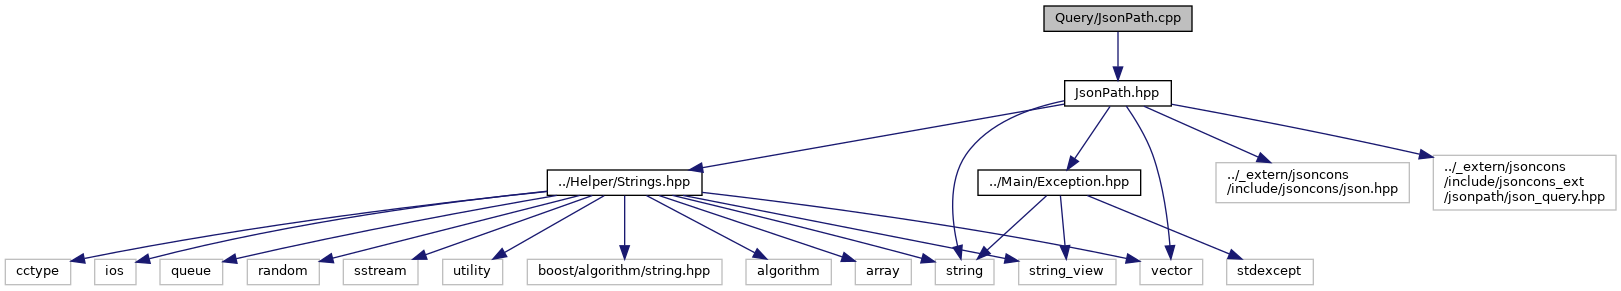 Query/JsonPath.cpp
JsonPath.hpp
../Helper/Strings.hpp
../Main/Exception.hpp
../_extern/jsoncons
/include/jsoncons/json.hpp
../_extern/jsoncons
/include/jsoncons_ext
/jsonpath/json_query.hpp
cctype
ios
queue
random
sstream
utility
boost/algorithm/string.hpp
algorithm
array
string
string_view
vector
stdexcept